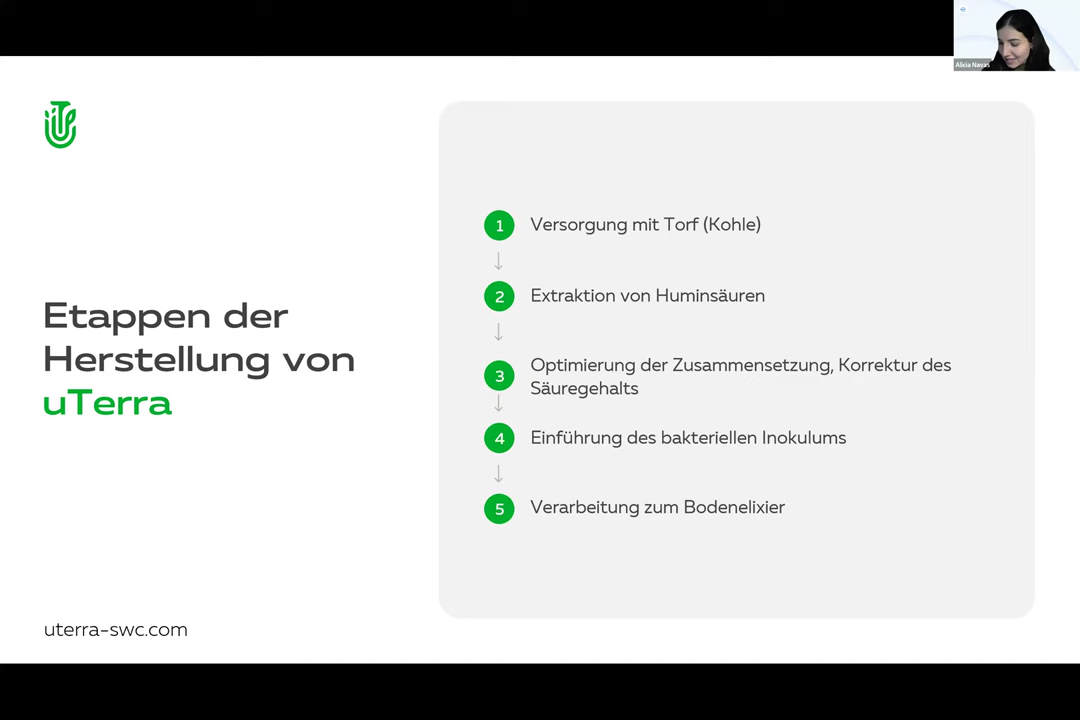 Alicia Navas
Etappen der
Herstellung von
uTerra
1
Versorgung mit Torf (Kohle)
2
Extraktion von Huminsäuren
3
Optimierung der Zusammensetzung, Korrektur des
Säuregehalts
4
Einführung des bakteriellen Inokulums
5
Verarbeitung zum Bodenelixier
uterra-swc.com